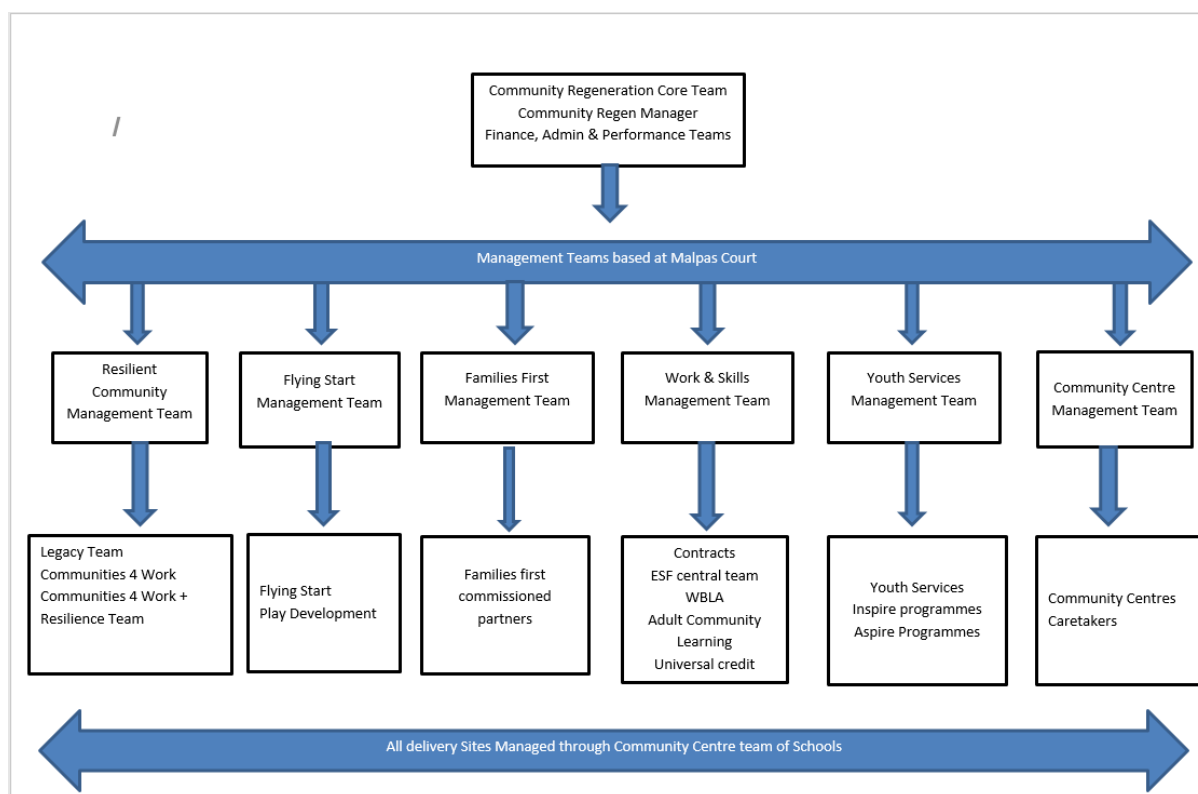 Community Regeneration Core Team
Community Regen Manager
Finance, Admin & Performance Teams
/
Management Teams based at Malpas Court
Resilient
Community
Management Team
Flying Start
Management Team
Families First
Management Team
Work & Skills
Management Team
Youth Services
Management Team
Community Centre
Management Team
Legacy Team
Communities 4 Work
Communities 4 Work +
Resilience Team
Flying Start
Play Development
Families first
commissioned
partners
Contracts
ESF central team
WBLA
Adult Community
Learning
Universal credit
Youth Services
Inspire programmes
Aspire Programmes
Community Centres
Caretakers
All delivery Sites Managed through Community Centre team of Schools